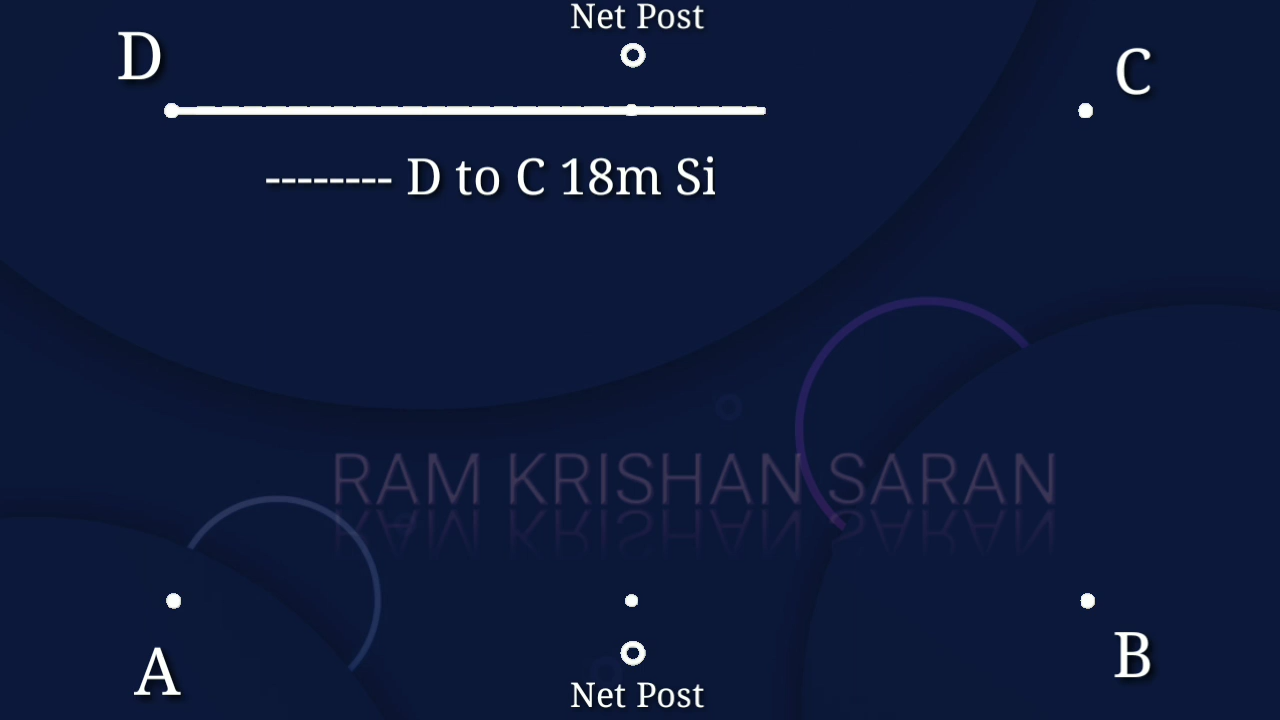 Net Post
D
C
-------- D to C 18m Si
RAM KRISHAN SARAN
A
B
Net Post